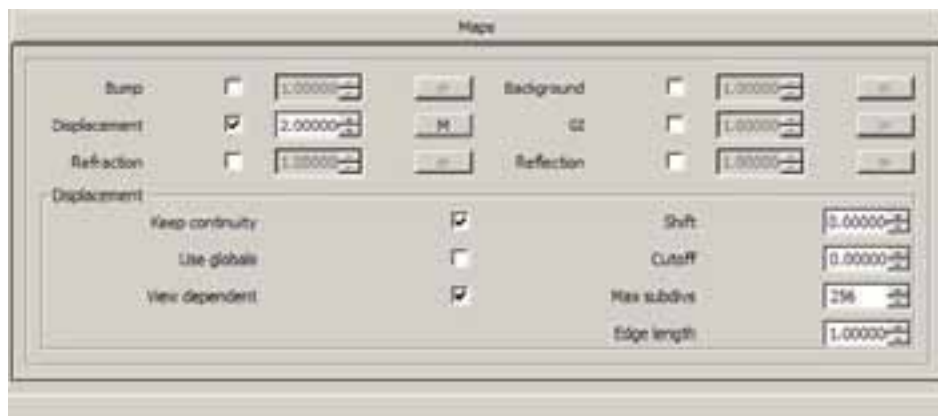 Maps
Bump 1.00000 Background 1.00000
Displacement 2.00000 M GI 1.00000
Refraction 1.00000 Reflection 1.00000
Displacement
Keep continuity Shift 0.00000
Use globals Cutoff 0.00000
View dependent Max subdivs 256
Edge length 1.00000